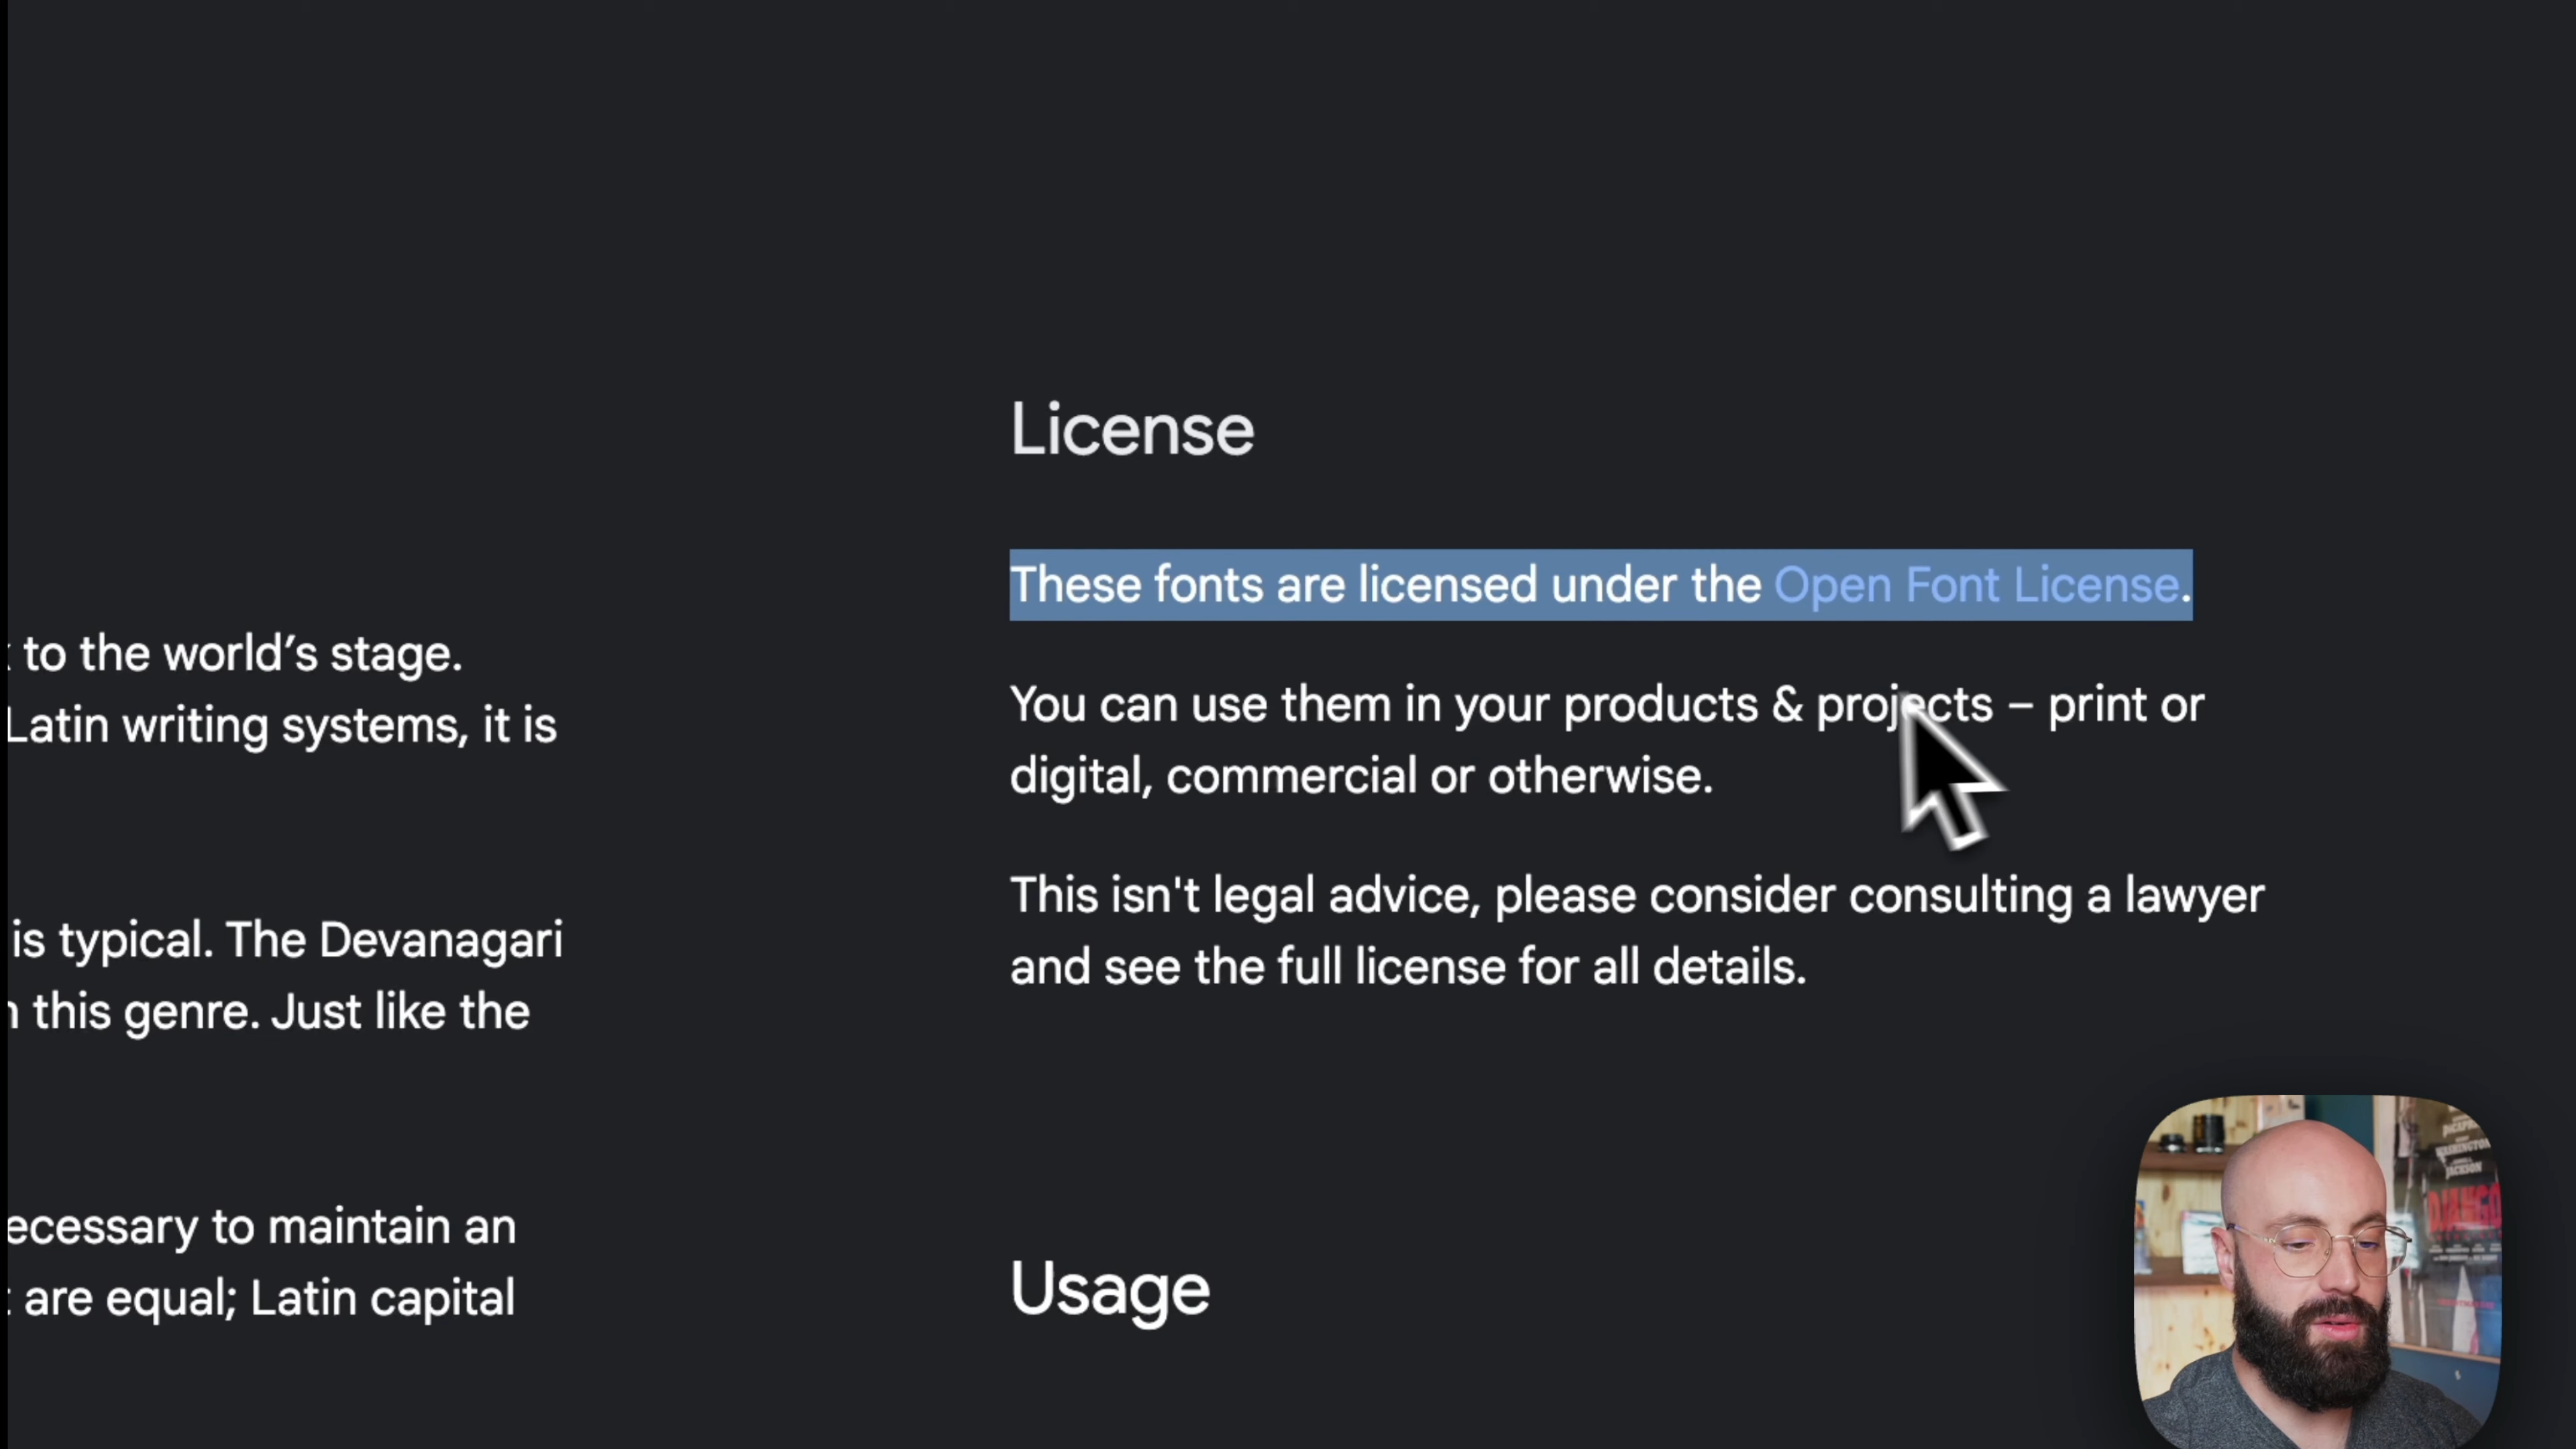 to the world's stage.
Latin writing systems, it is
is typical. The Devanagari
this genre. Just like the
to maintain an
are equal; Latin capital
License
These fonts are licensed under the Open Font License.
You can use them in your products & projects – print or
digital, commercial or otherwise.
This isn't legal advice, please consider consulting a lawyer
and see the full license for all details.
Usage
WASHINGTON
JACKSON
DJANGO